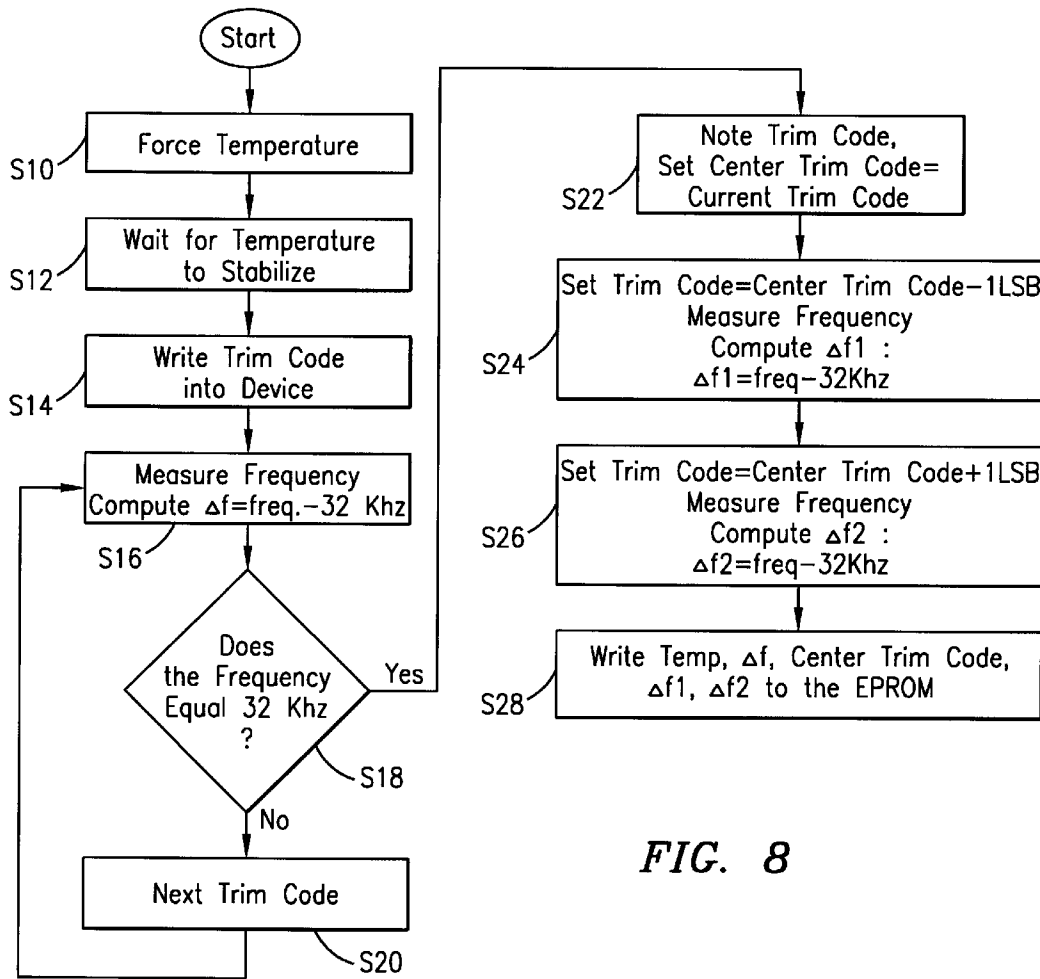 Start
S10
Force Temperature
S12
Wait for Temperature
to Stabilize
S14
Write Trim Code
into Device
Measure Frequency
Compute Δf=freq.-32 Khz
S16
Does
the Frequency
Equal 32 Khz
?
Yes
S18
No
Next Trim Code
S20
Note Trim Code,
Set Center Trim Code=
Current Trim Code
S22
Set Trim Code=Center Trim Code-1LSB
Measure Frequency
Compute Δf1 :
Δf1=freq-32Khz
S24
Set Trim Code=Center Trim Code+1LSB
Measure Frequency
Compute Δf2 :
Δf2=freq-32Khz
S26
Write Temp, Δf, Center Trim Code,
Δf1, Δf2 to the EPROM
S28
FIG. 8